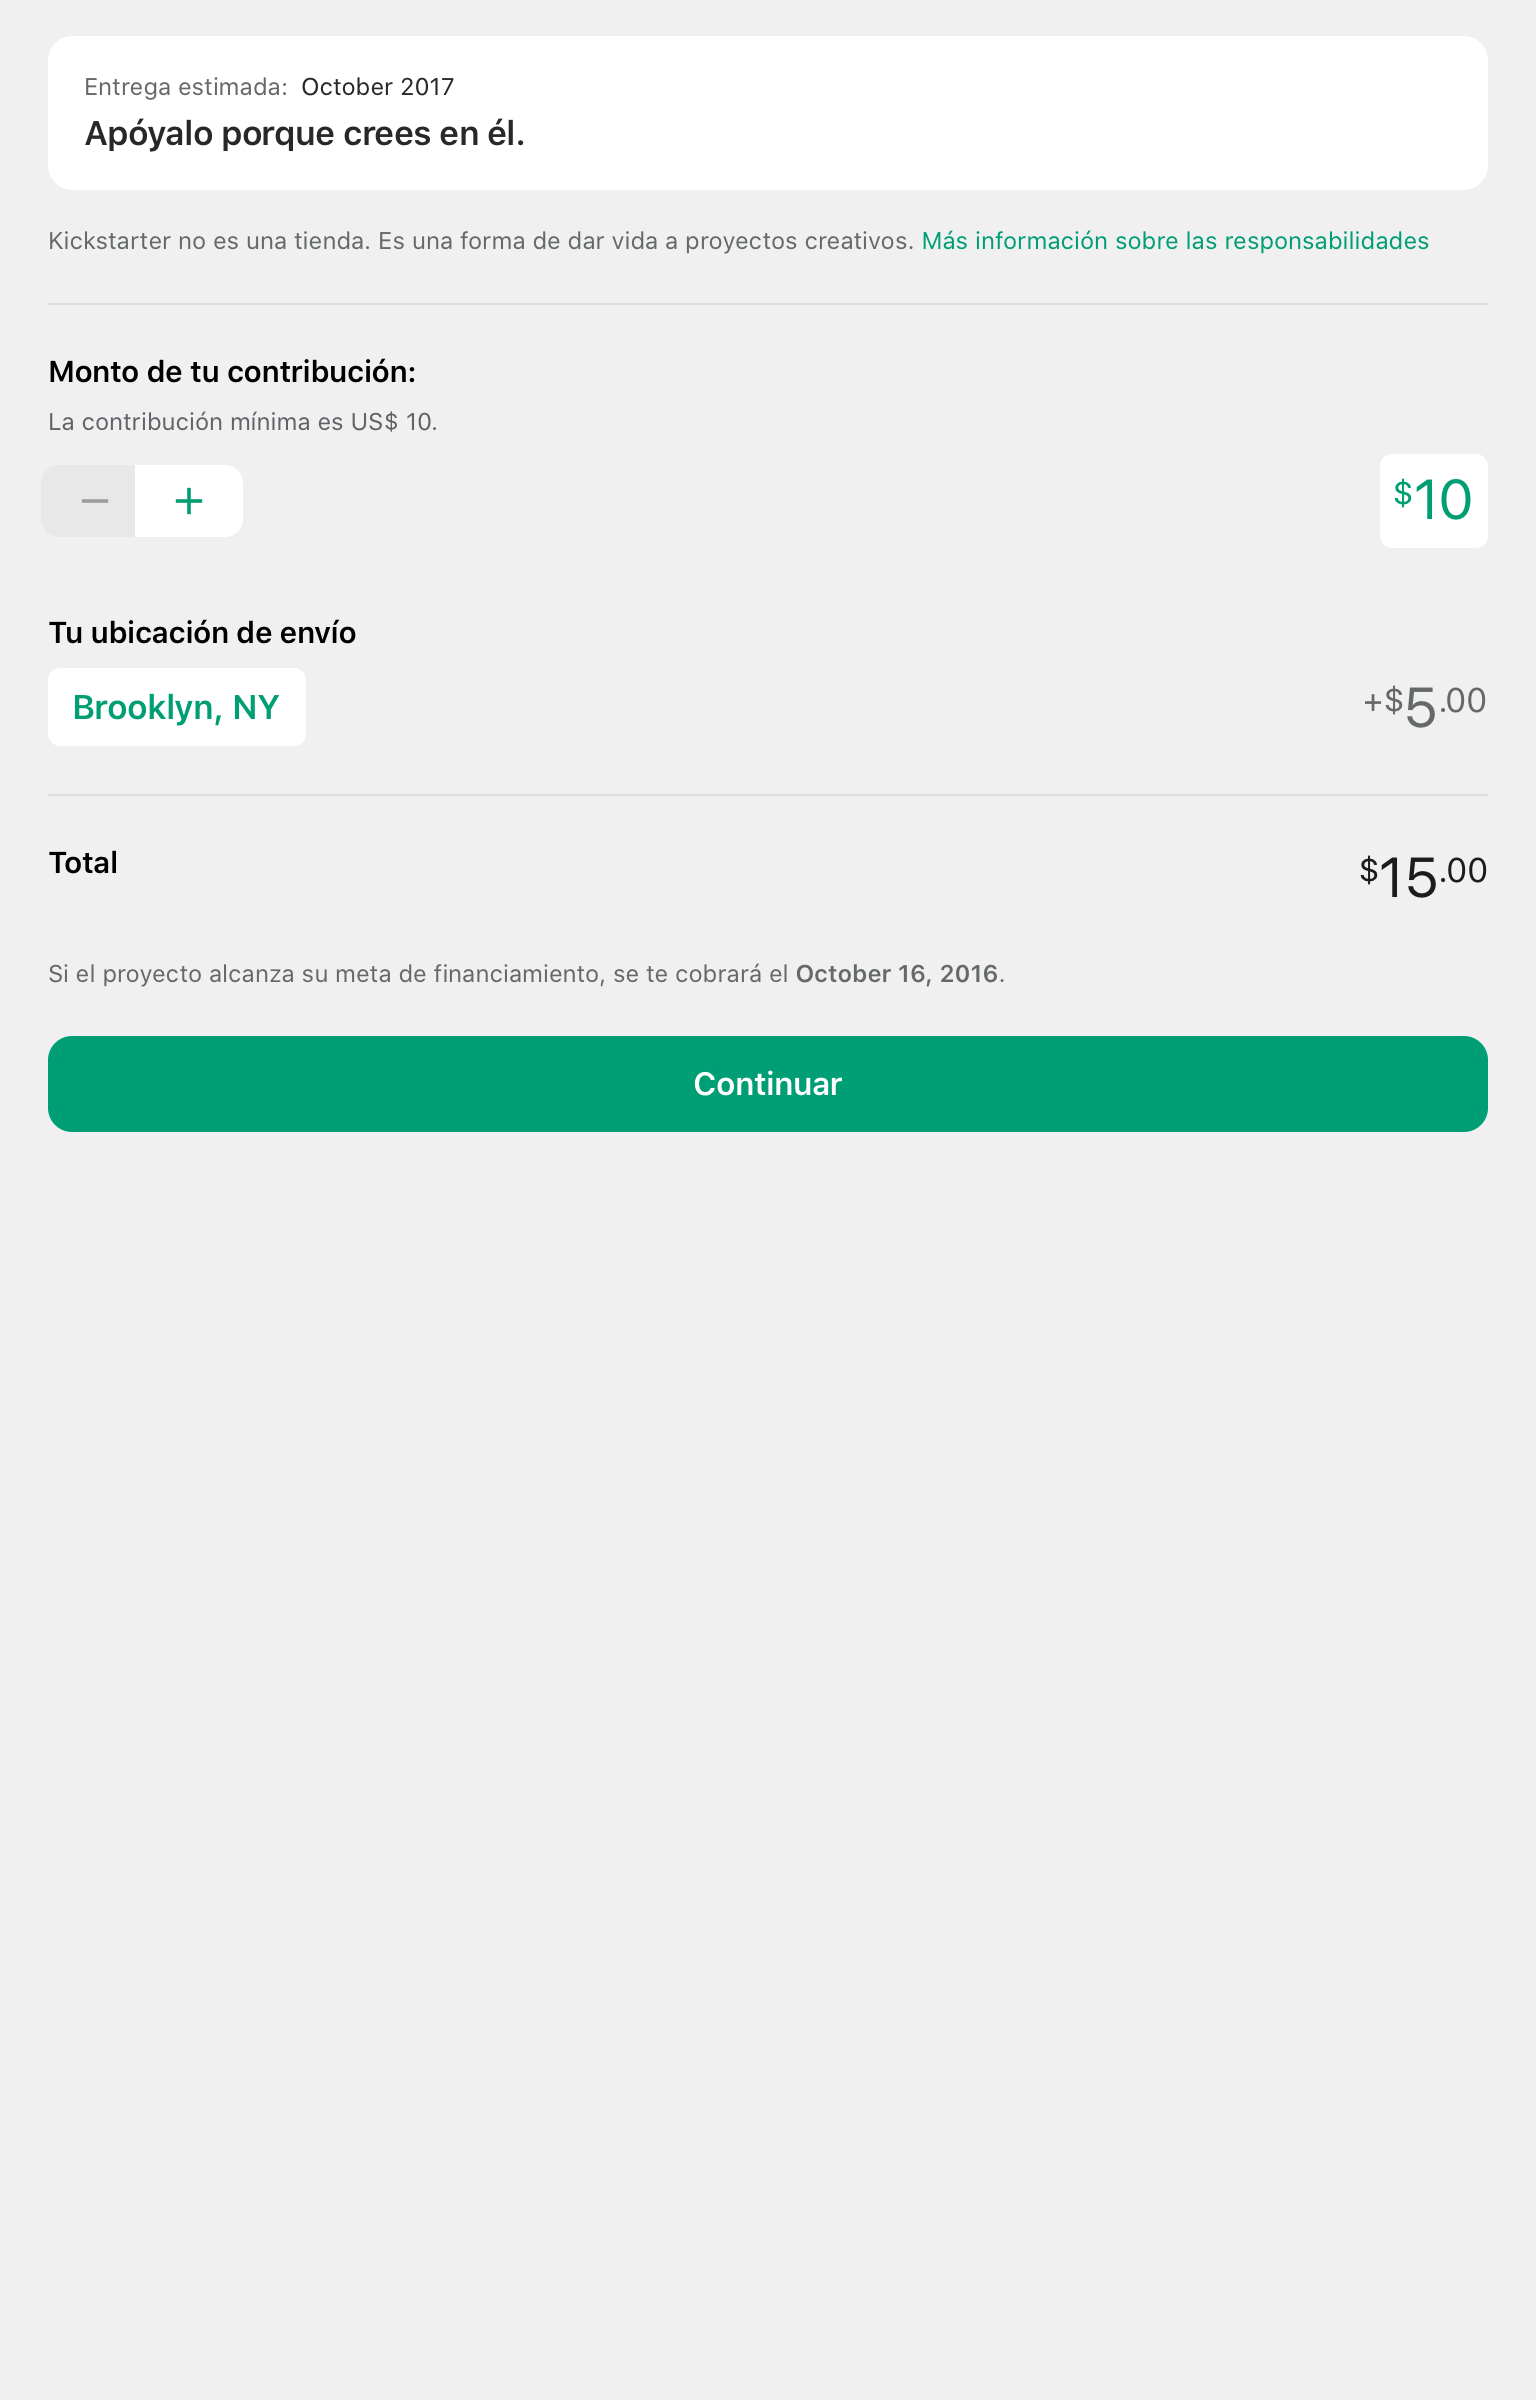 Entrega estimada: October 2017
Apóyalo porque crees en él.
Kickstarter no es una tienda. Es una forma de dar vida a proyectos creativos. Más información sobre las responsabilidades
Monto de tu contribución:
La contribución mínima es US$ 10.
− +
$10
Tu ubicación de envío
Brooklyn, NY
+$5.00
Total
$15.00
Si el proyecto alcanza su meta de financiamiento, se te cobrará el October 16, 2016.
Continuar